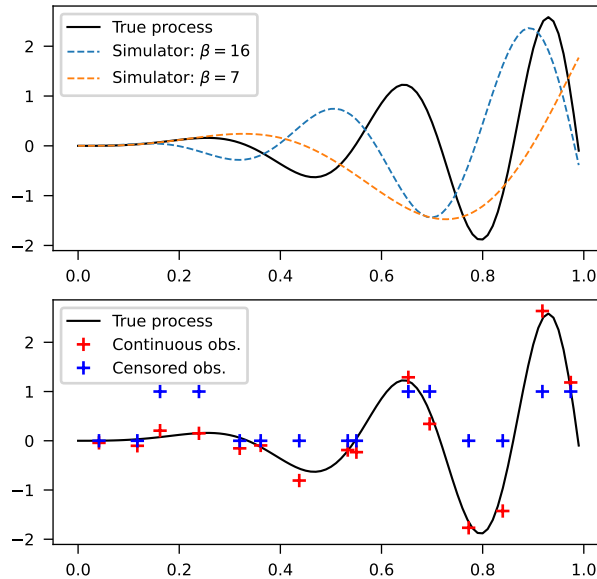 True process
Simulator: β = 16
Simulator: β = 7
2
1
0
−1
−2
0.0 0.2 0.4 0.6 0.8 1.0
True process
Continuous obs.
Censored obs.
2
1
0
−1
−2
0.0 0.2 0.4 0.6 0.8 1.0